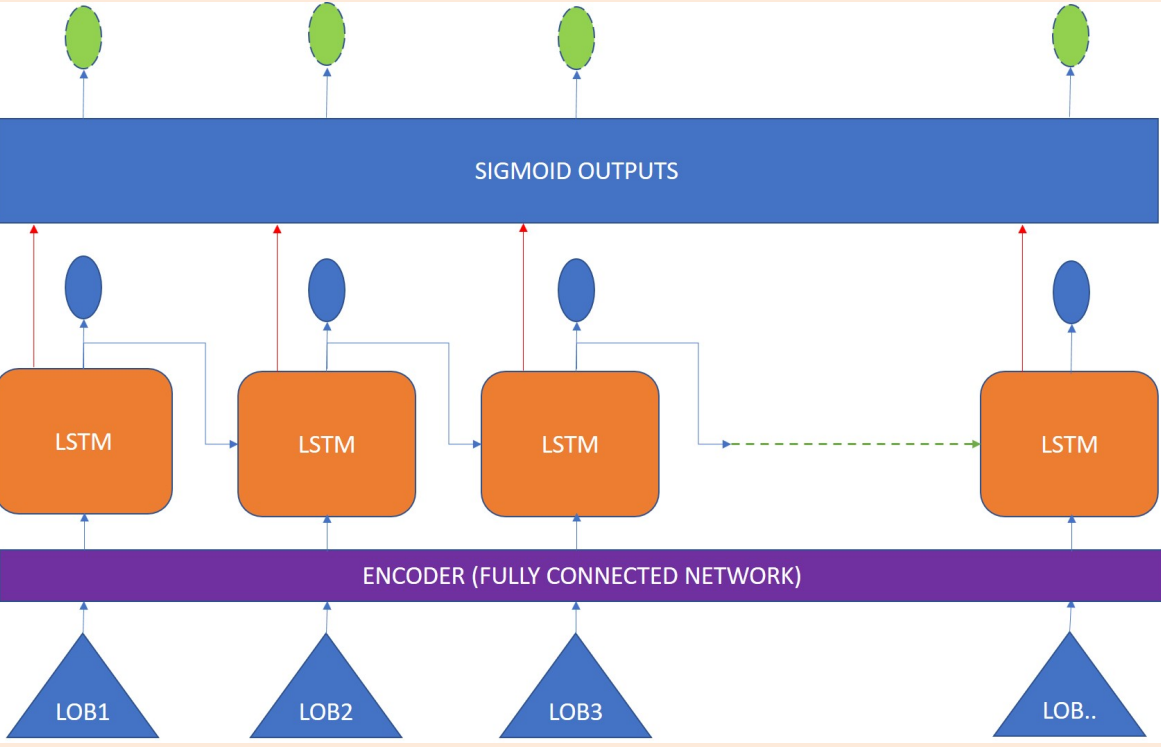 SIGMOID OUTPUTS
LSTM
LSTM
LSTM
LSTM
ENCODER (FULLY CONNECTED NETWORK)
LOB1
LOB2
LOB3
LOB..